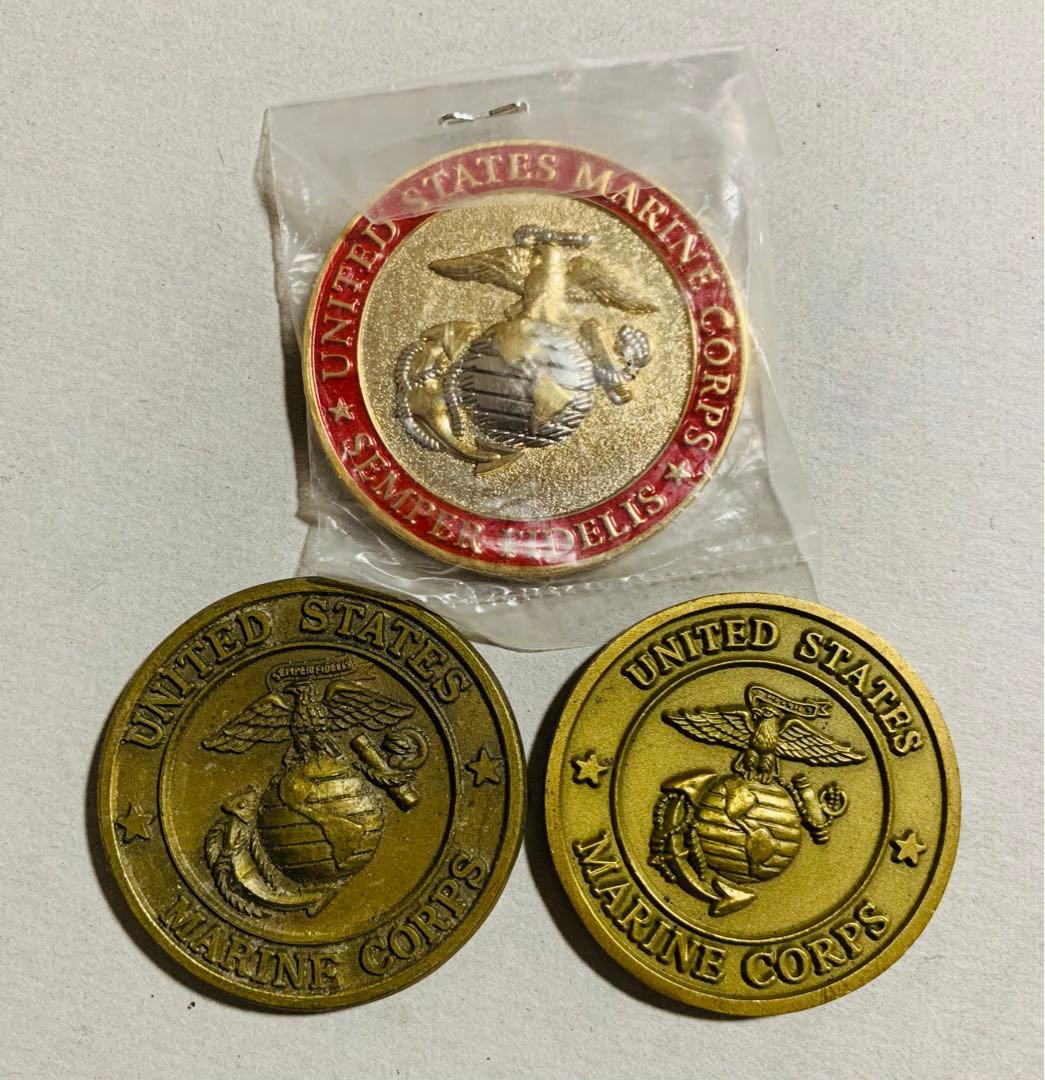 UNITED STATES MARINE CORPS
SEMPER FIDELIS
UNITED STATES
SEMPER FIDELIS
MARINE CORPS
UNITED STATES
MARINE CORPS